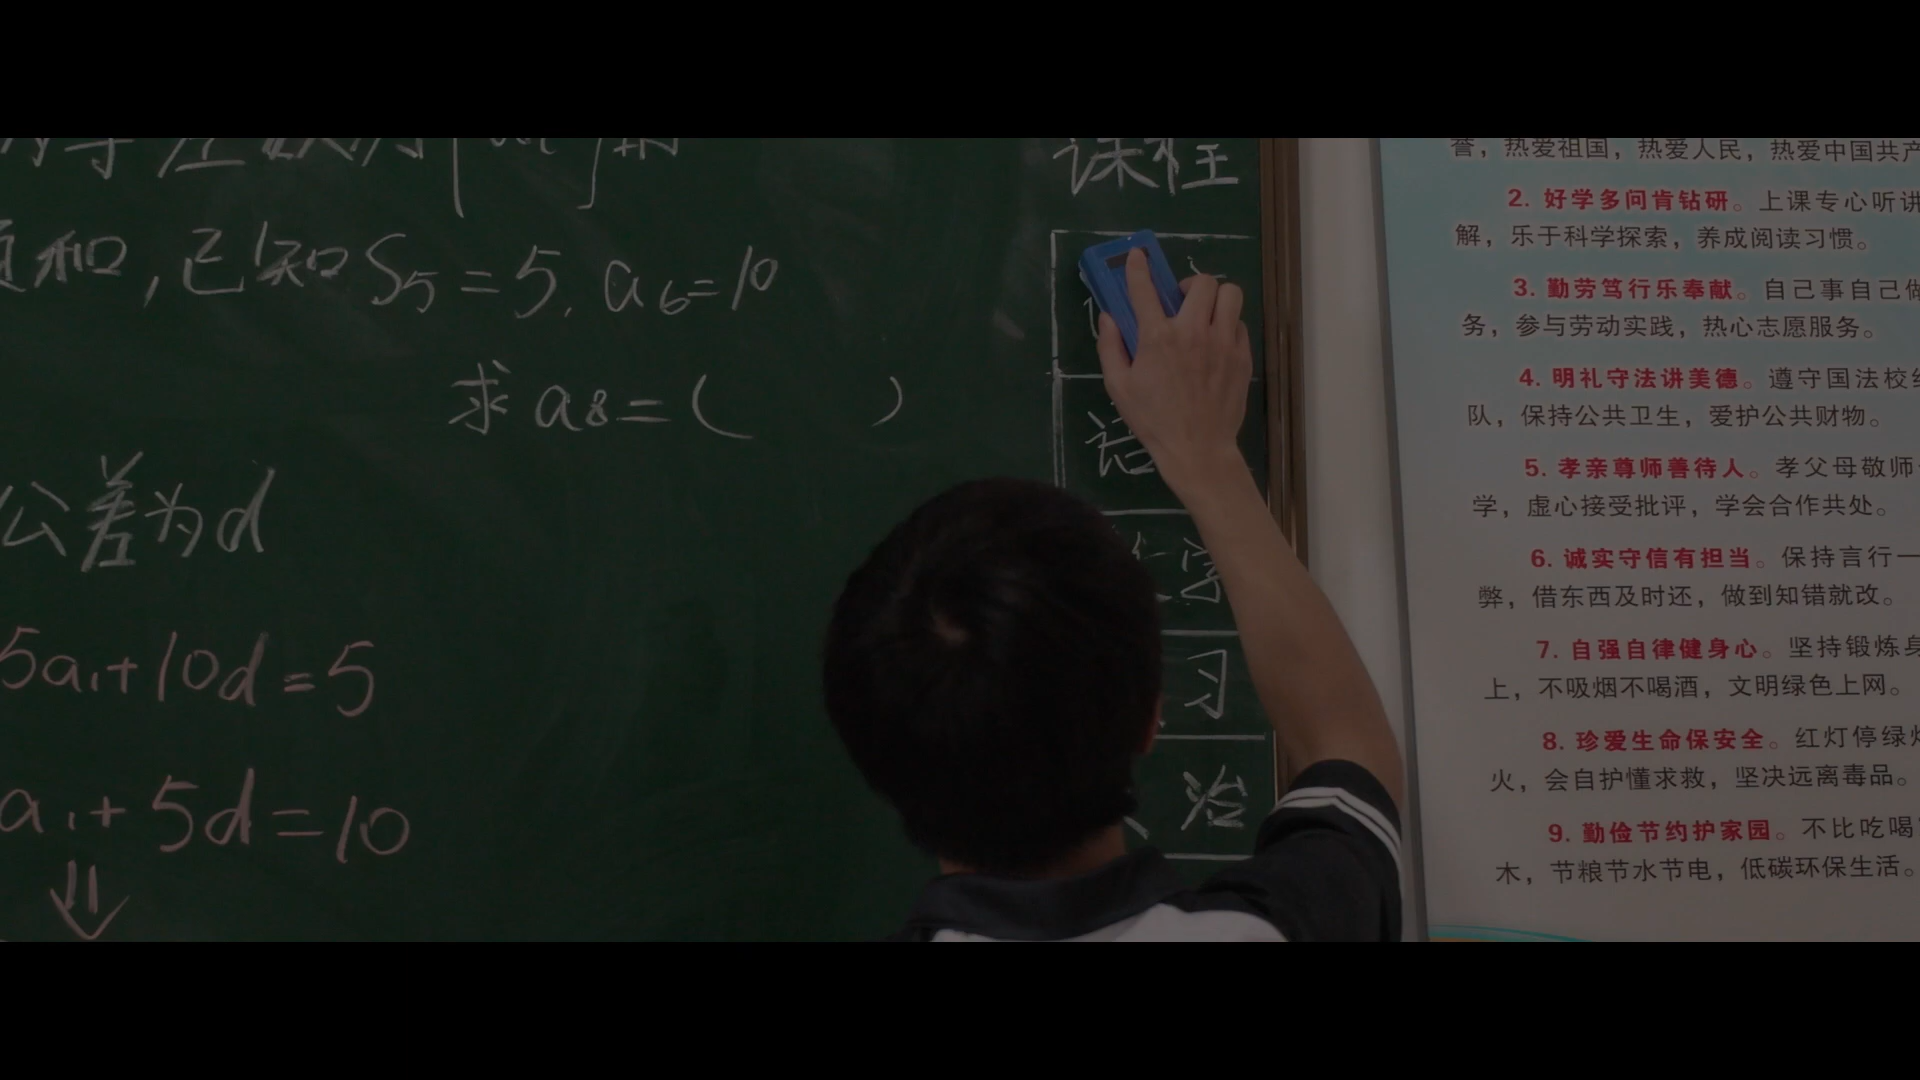 为等差数列{an}的
项和,已知S5=5,a6=10
求a8=( )
公差为d
5a1+10d=5
a1+5d=10
课程
语
学
习
治
誉，热爱祖国，热爱人民，热爱中国共产
2. 好学多问肯钻研。上课专心听讲
解，乐于科学探索，养成阅读习惯。
3. 勤劳笃行乐奉献。自己事自己做
务，参与劳动实践，热心志愿服务。
4. 明礼守法讲美德。遵守国法校纪
队，保持公共卫生，爱护公共财物。
5. 孝亲尊师善待人。孝父母敬师
学，虚心接受批评，学会合作共处。
6. 诚实守信有担当。保持言行一
弊，借东西及时还，做到知错就改。
7. 自强自律健身心。坚持锻炼身
上，不吸烟不喝酒，文明绿色上网。
8. 珍爱生命保安全。红灯停绿灯
火，会自护懂求救，坚决远离毒品。
9. 勤俭节约护家园。不比吃喝
木，节粮节水节电，低碳环保生活。